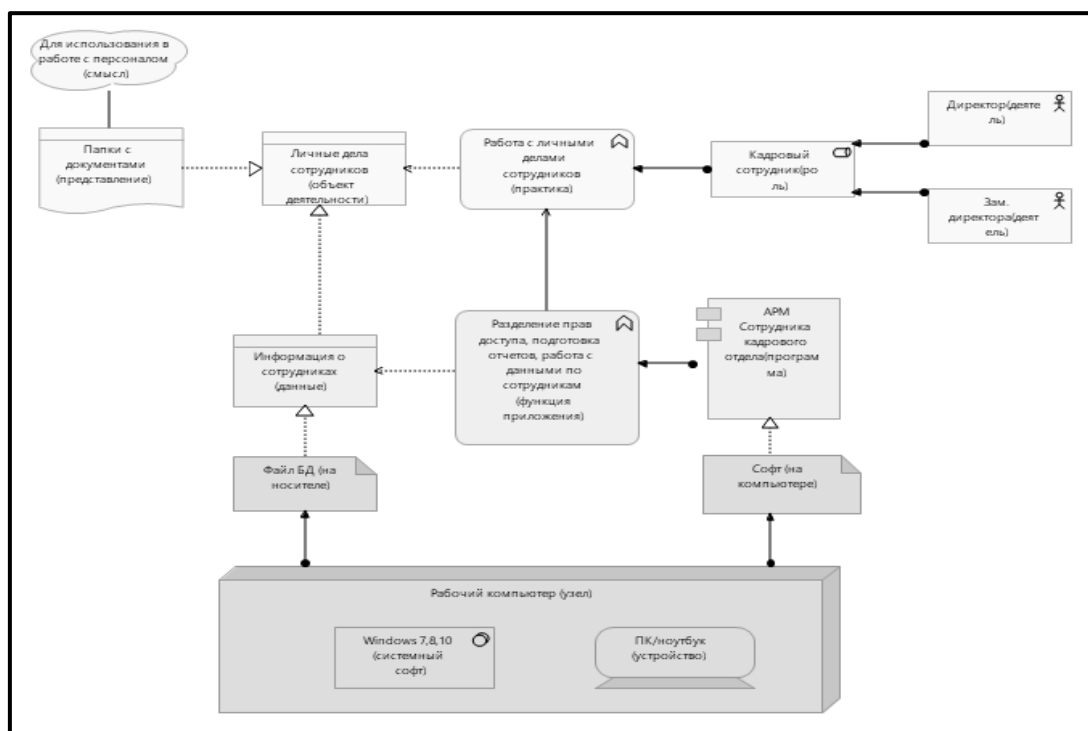 Для использования в
работе с персоналом
(смысл)
Папки с
документами
(представление)
Личные дела
сотрудников
(объект
деятельности)
Работа с личными
делами
сотрудников
(практика)
Кадровый
сотрудник(ро
ль)
Директор(деяте
ль)
Зам.
директора(деят
ель)
Информация о
сотрудниках
(данные)
Разделение прав
доступа, подготовка
отчетов, работа с
данными по
сотрудникам
(функция
приложения)
АРМ
Сотрудника
кадрового
отдела(програм
ма)
Файл БД (на
носителе)
Софт (на
компьютере)
Рабочий компьютер (узел)
Windows 7,8,10
(системный
софт)
ПК/ноутбук
(устройство)